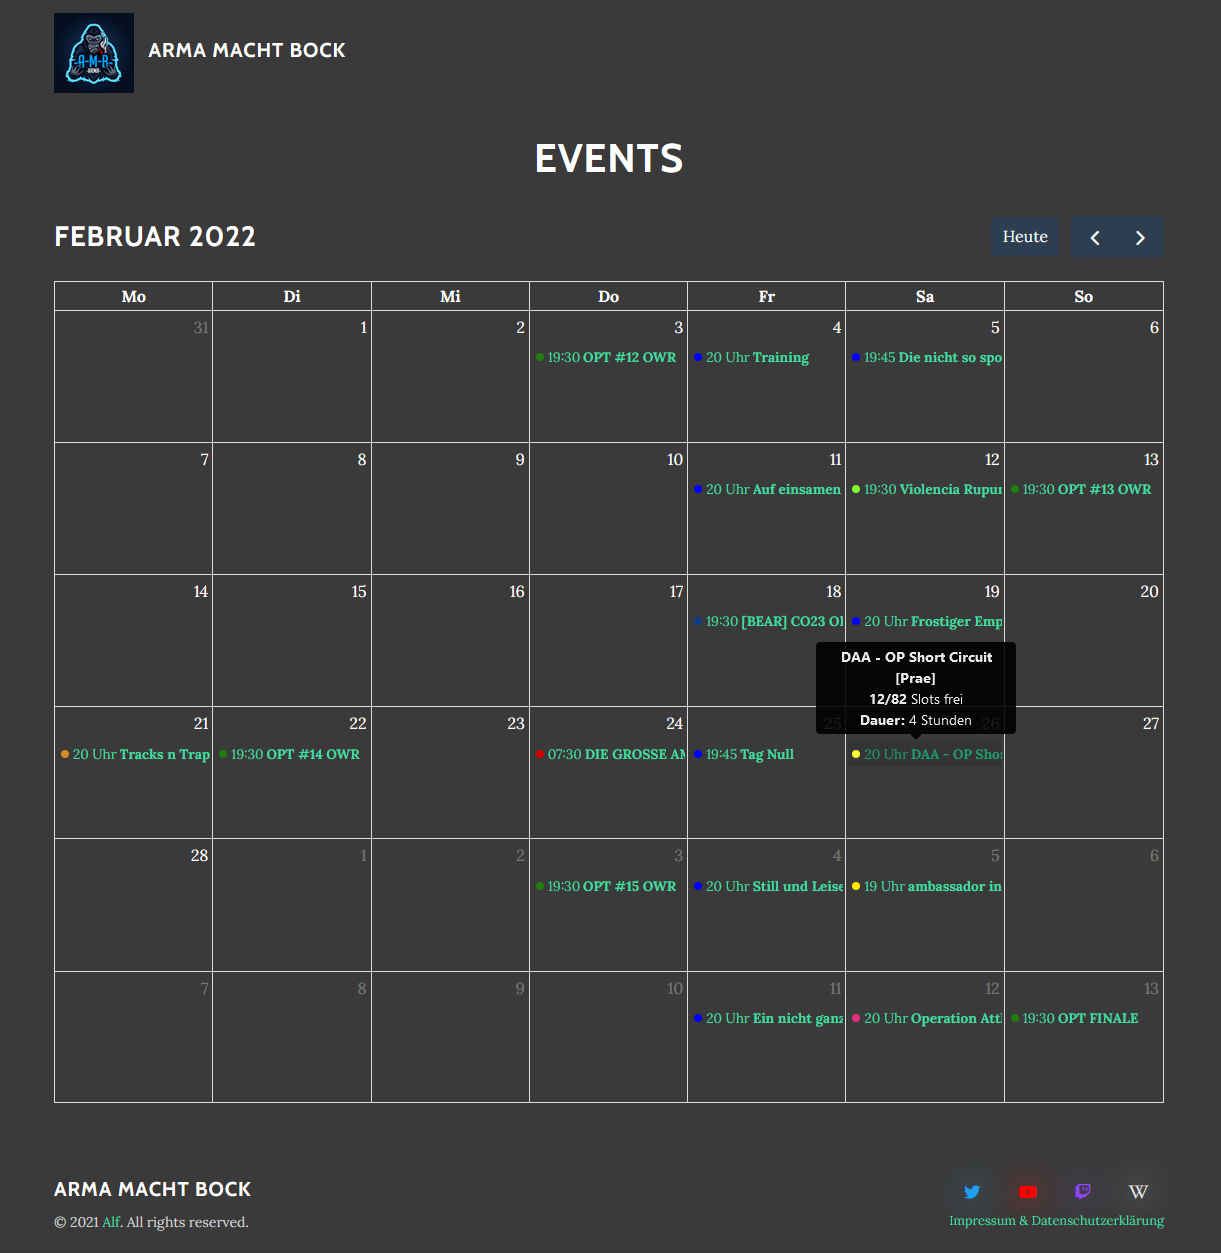 A-M-B
ARMA
ARMA MACHT BOCK
EVENTS
FEBRUAR 2022
Heute
Mo Di Mi Do Fr Sa So
31 1 2 3 4 5 6
19:30 OPT #12 OWR 20 Uhr Training 19:45 Die nicht so spo
7 8 9 10 11 12 13
20 Uhr Auf einsamen 19:30 Violencia Rupur 19:30 OPT #13 OWR
14 15 16 17 18 19 20
19:30 [BEAR] CO23 O 20 Uhr Frostiger Emp
DAA - OP Short Circuit
[Prae]
12/82 Slots frei
Dauer: 4 Stunden
21 22 23 24 25 26 27
20 Uhr Tracks n Trap 19:30 OPT #14 OWR 07:30 DIE GROSSE AM 19:45 Tag Null 20 Uhr DAA - OP Shor
28 1 2 3 4 5 6
19:30 OPT #15 OWR 20 Uhr Still und Leise 19 Uhr ambassador in
7 8 9 10 11 12 13
20 Uhr Ein nicht ganz 20 Uhr Operation Attl 19:30 OPT FINALE
ARMA MACHT BOCK
© 2021 Alf. All rights reserved.
W
Impressum & Datenschutzerklärung